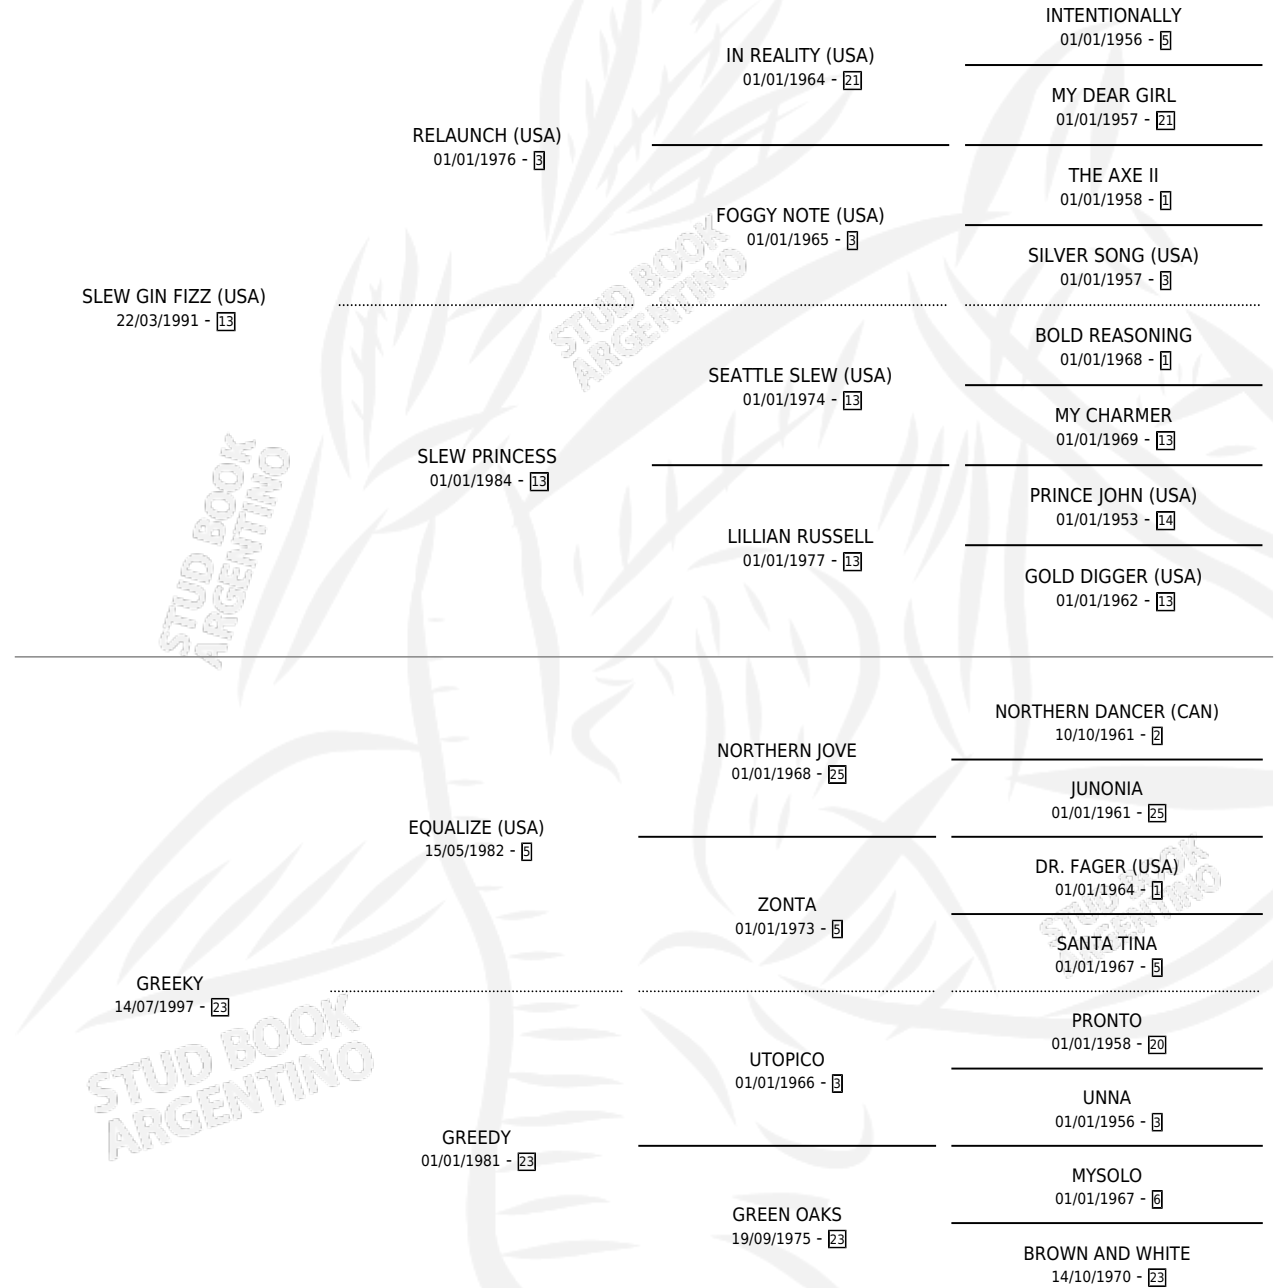 INTENTIONALLY
01/01/1956 - 5
IN REALITY (USA)
01/01/1964 - 21
MY DEAR GIRL
01/01/1957 - 21
RELAUNCH (USA)
01/01/1976 - 3
THE AXE II
01/01/1958 - 1
FOGGY NOTE (USA)
01/01/1965 - 3
SILVER SONG (USA)
01/01/1957 - 3
SLEW GIN FIZZ (USA)
22/03/1991 - 13
BOLD REASONING
01/01/1968 - 1
SEATTLE SLEW (USA)
01/01/1974 - 13
MY CHARMER
01/01/1969 - 13
SLEW PRINCESS
01/01/1984 - 13
PRINCE JOHN (USA)
01/01/1953 - 14
LILLIAN RUSSELL
01/01/1977 - 13
GOLD DIGGER (USA)
01/01/1962 - 13
NORTHERN DANCER (CAN)
10/10/1961 - 2
NORTHERN JOVE
01/01/1968 - 25
JUNONIA
01/01/1961 - 25
EQUALIZE (USA)
15/05/1982 - 5
DR. FAGER (USA)
01/01/1964 - 1
ZONTA
01/01/1973 - 5
SANTA TINA
01/01/1967 - 5
GREEKY
14/07/1997 - 23
PRONTO
01/01/1958 - 20
UTOPICO
01/01/1966 - 3
UNNA
01/01/1956 - 3
GREEDY
01/01/1981 - 23
MYSOLO
01/01/1967 - 6
GREEN OAKS
19/09/1975 - 23
BROWN AND WHITE
14/10/1970 - 23
STUD BOOK
ARGENTINO
STUD BOOK
ARGENTINO
STUD BOOK
ARGENTINO
STUD BOOK
ARGENTINO